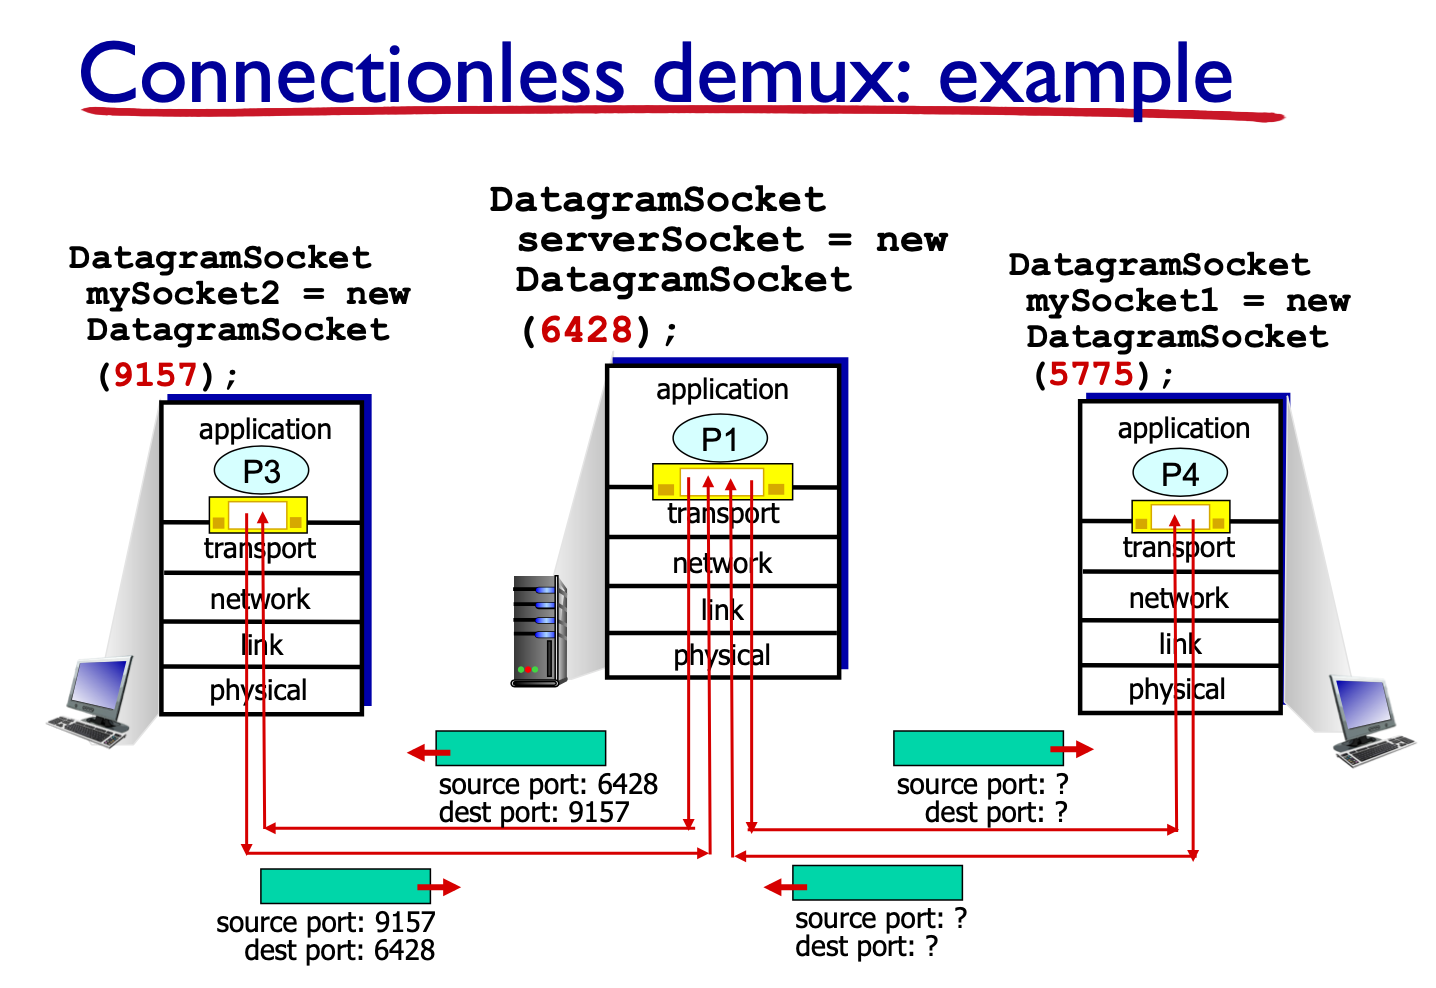 Connectionless demux: example
DatagramSocket
mySocket2 = new
DatagramSocket
(9157);
DatagramSocket
serverSocket = new
DatagramSocket
(6428);
DatagramSocket
mySocket1 = new
DatagramSocket
(5775);
application
P3
transport
network
link
physical
application
P1
transport
network
link
physical
application
P4
transport
network
link
physical
source port: 6428
dest port: 9157
source port: ?
dest port: ?
source port: 9157
dest port: 6428
source port: ?
dest port: ?